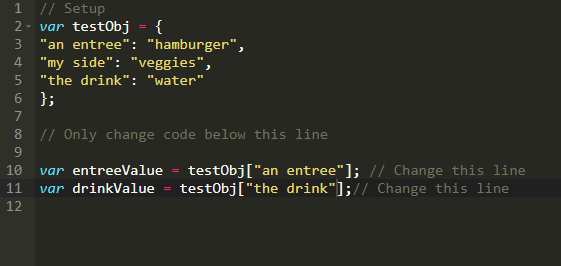 1 // Setup
2 var testObj = {
3 "an entree": "hamburger",
4 "my side": "veggies",
5 "the drink": "water"
6 };
7
8 // Only change code below this line
9
10 var entreeValue = testObj["an entree"]; // Change this line
11 var drinkValue = testObj["the drink"];// Change this line
12